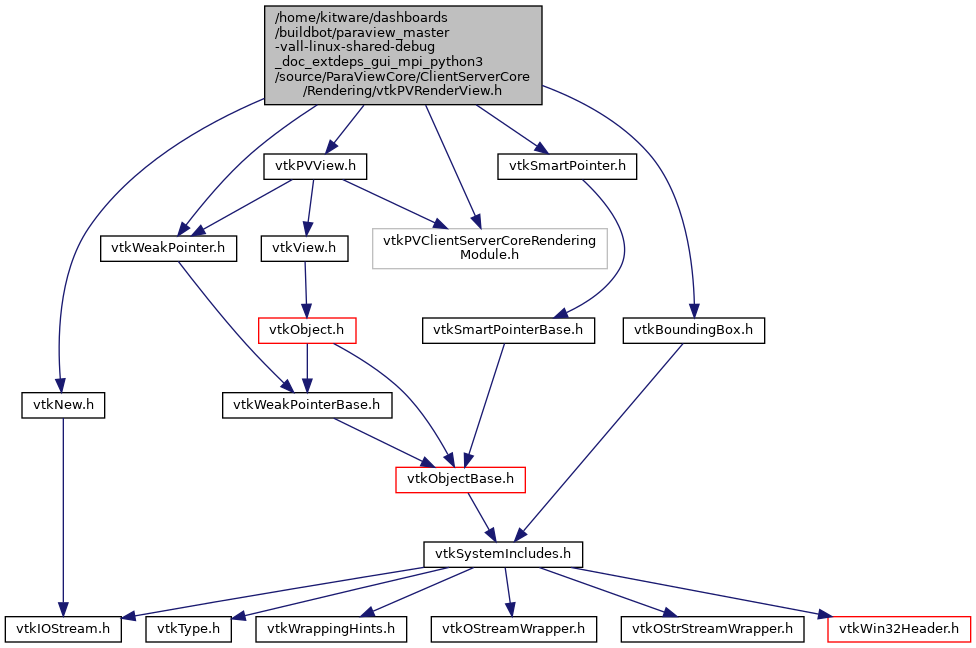 /home/kitware/dashboards
/buildbot/paraview_master
-vall-linux-shared-debug
_doc_extdeps_gui_mpi_python3
/source/ParaViewCore/ClientServerCore
/Rendering/vtkPVRenderView.h
vtkPVView.h
vtkSmartPointer.h
vtkWeakPointer.h
vtkView.h
vtkPVClientServerCoreRendering
Module.h
vtkObject.h
vtkSmartPointerBase.h
vtkBoundingBox.h
vtkNew.h
vtkWeakPointerBase.h
vtkObjectBase.h
vtkSystemIncludes.h
vtkIOStream.h
vtkType.h
vtkWrappingHints.h
vtkOStreamWrapper.h
vtkOStrStreamWrapper.h
vtkWin32Header.h